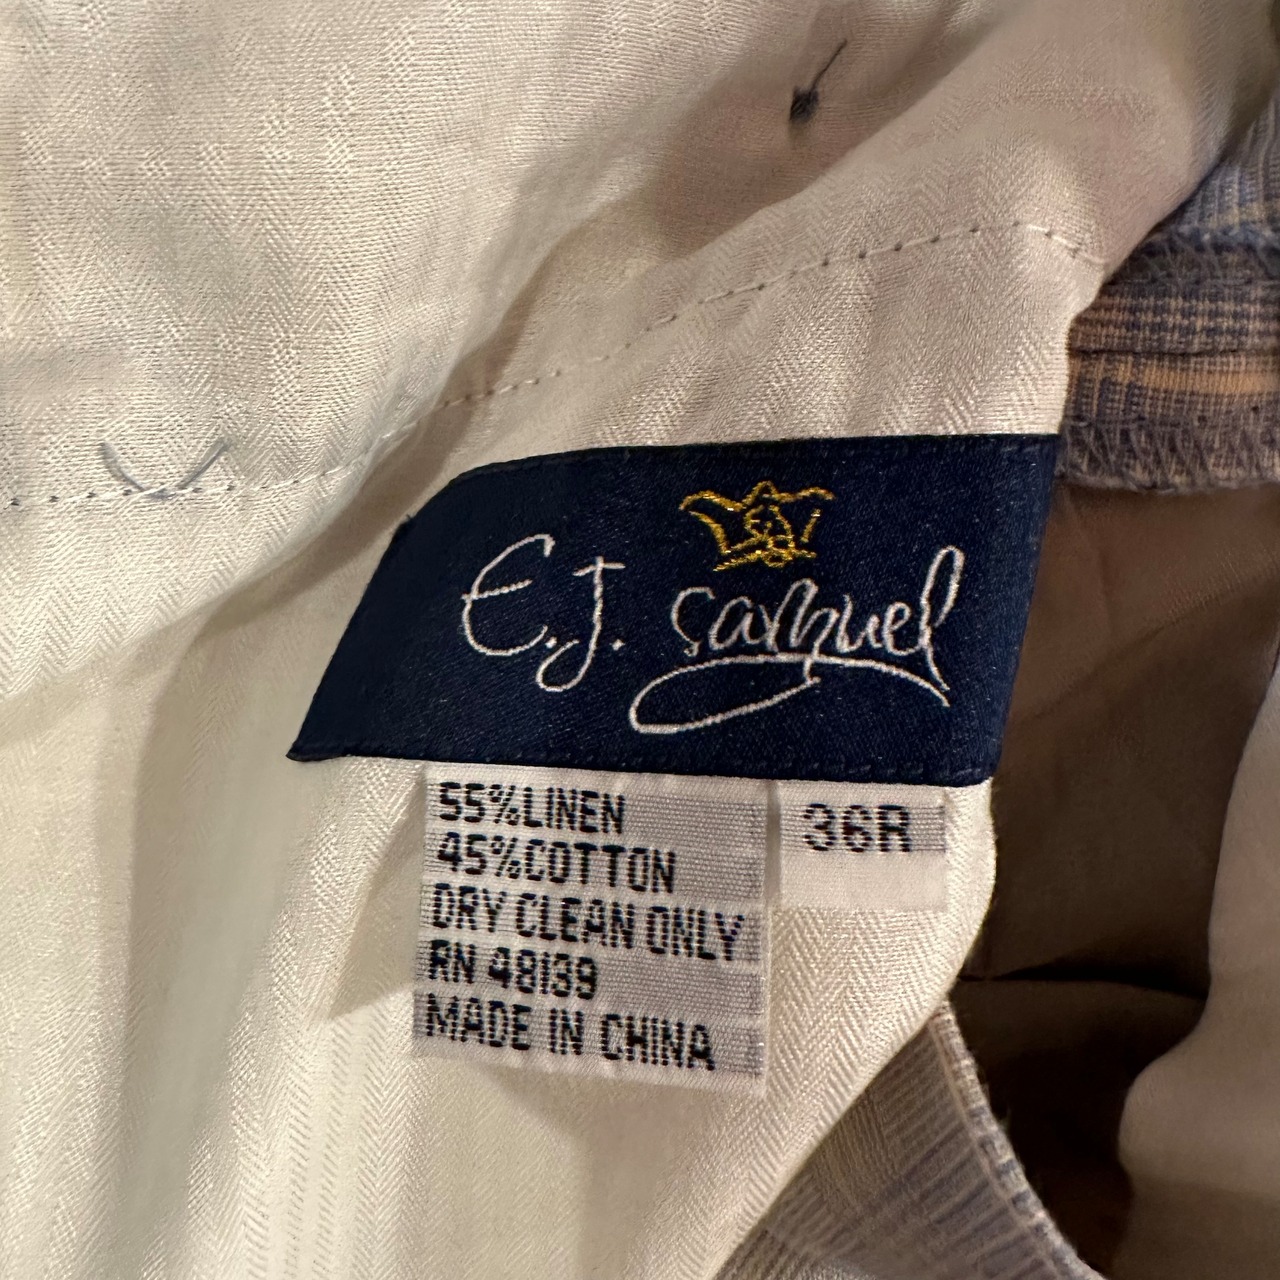 E.J. Samuel
55%LINEN
45%COTTON
DRY CLEAN ONLY
RN 48139
MADE IN CHINA
36R